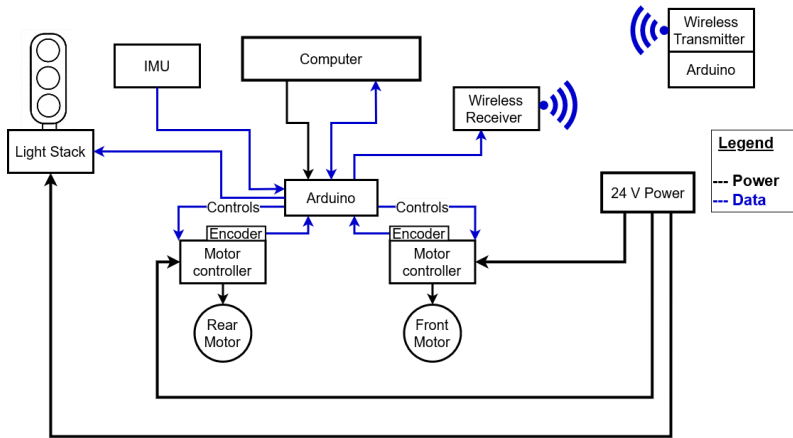 Wireless
Transmitter
Arduino
IMU
Computer
Wireless
Receiver
Light Stack
Legend
--- Power
--- Data
Arduino
24 V Power
Controls
Controls
Encoder
Encoder
Motor
controller
Motor
controller
Rear
Motor
Front
Motor